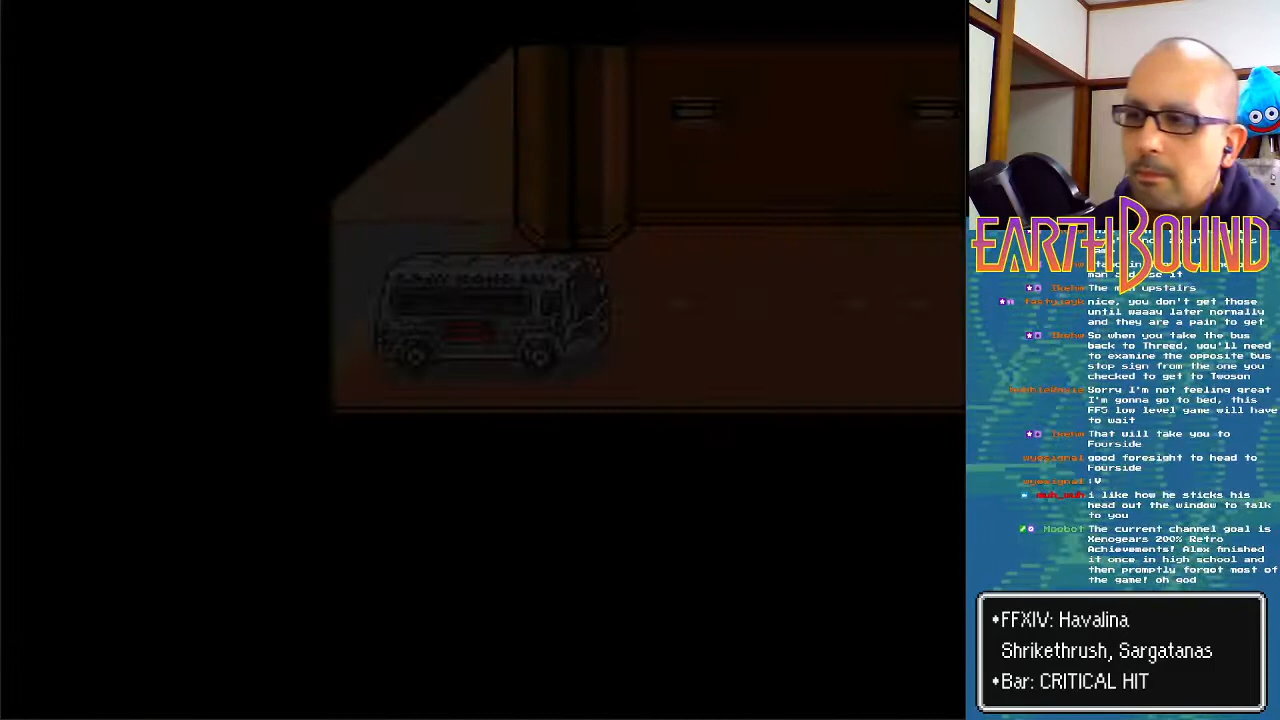 EARTHBOUND
man and use it
The man upstairs
nice, you don't get those
until waaay later normally
and they are a pain to get
So when you take the bus
back to Threed, you'll need
to examine the opposite bus
stop sign from the one you
checked to get to Twoson
Sorry I'm not feeling great
I'm gonna go to bed, this
FF5 low level game will have
to wait
That will take you to
Fourside
good foresight to head to
Fourside
:V
i like how he sticks his
head out the window to talk
to you
Moobot The current channel goal is
Xenogears 200% Retro
Achievements! Alex finished
it once in high school and
then promptly forgot most of
the game! oh god
•FFXIV: Havalina
Shrikethrush, Sargatanas
•Bar: CRITICAL HIT